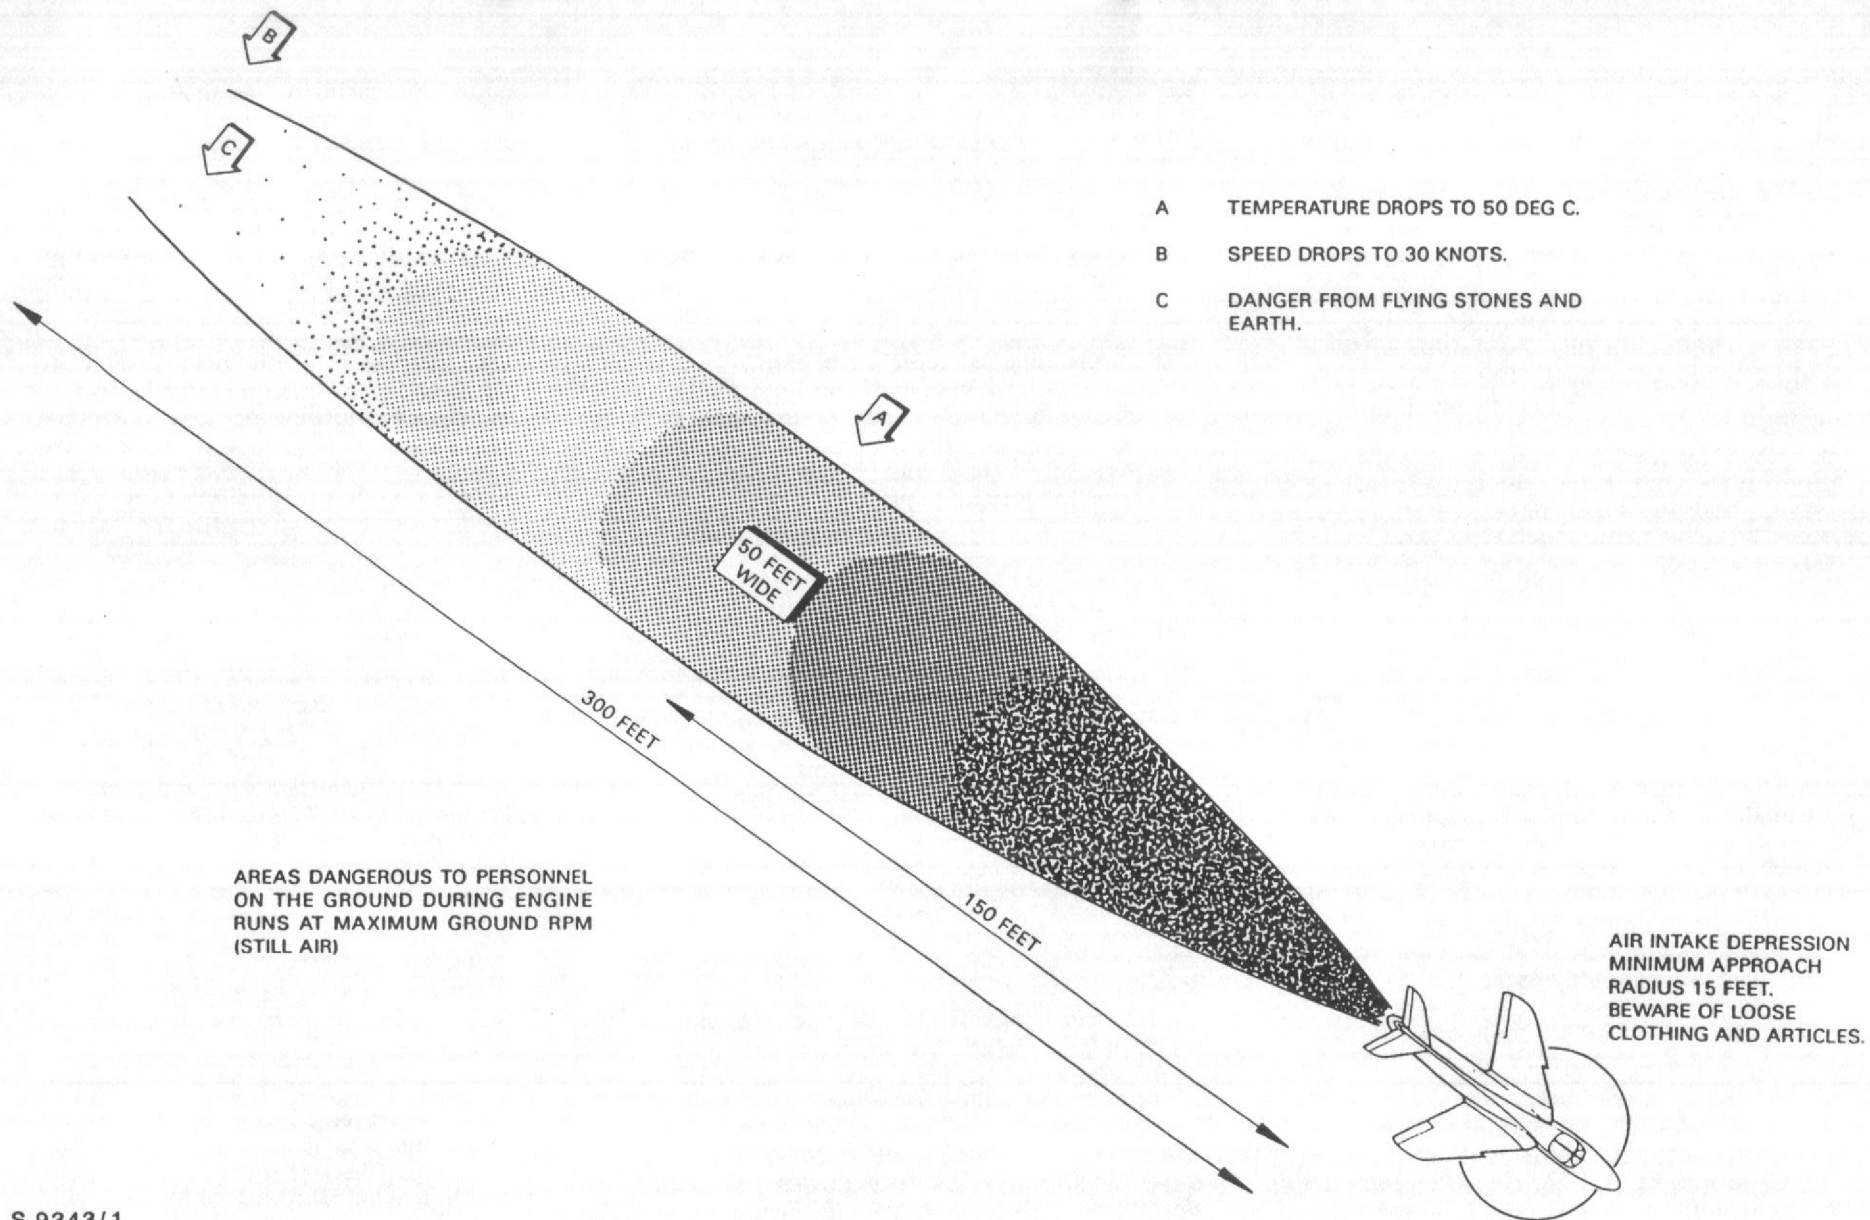 B
C
A TEMPERATURE DROPS TO 50 DEG C.
B SPEED DROPS TO 30 KNOTS.
C DANGER FROM FLYING STONES AND
EARTH.
A
50 FEET
WIDE
300 FEET
150 FEET
AREAS DANGEROUS TO PERSONNEL
ON THE GROUND DURING ENGINE
RUNS AT MAXIMUM GROUND RPM
(STILL AIR)
AIR INTAKE DEPRESSION
MINIMUM APPROACH
RADIUS 15 FEET.
BEWARE OF LOOSE
CLOTHING AND ARTICLES.
S 9243/1